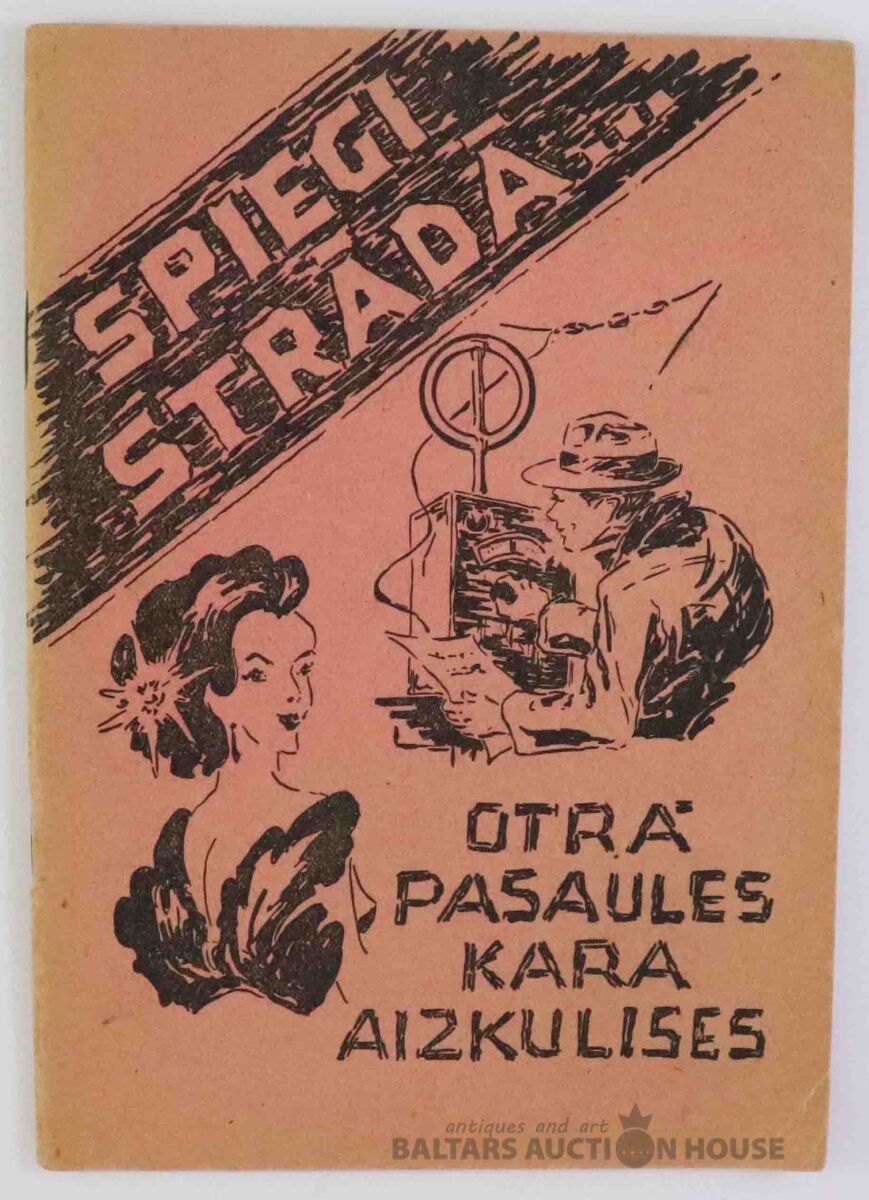 SPIEGI
STRĀDĀ...
OTRĀ
PASAULES
KARA
AIZKULISES
antiques and art
BALTARS AUCTION HOUSE